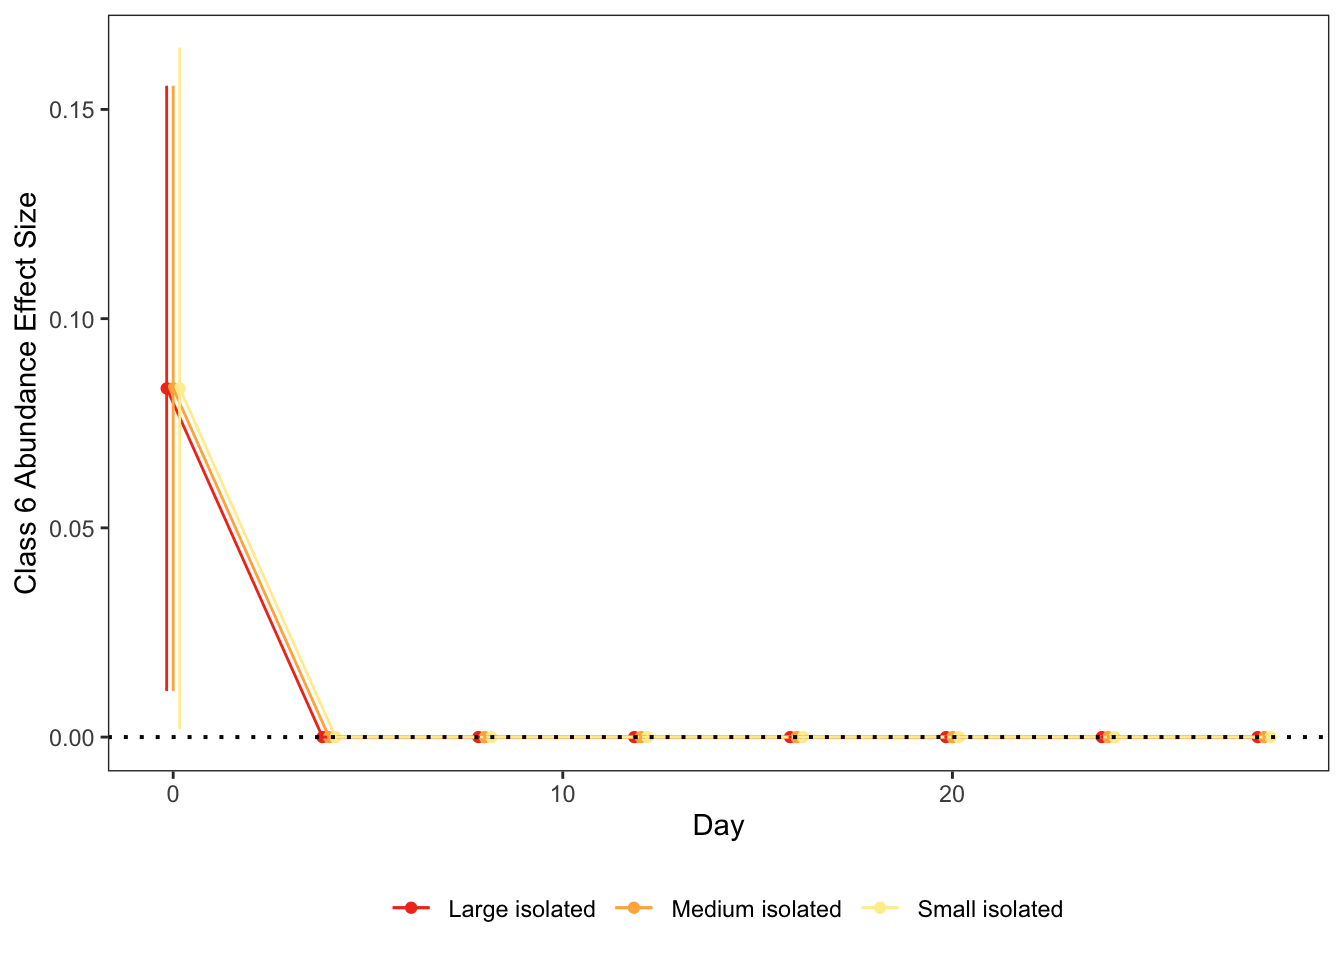 Class 6 Abundance Effect Size
0.15
0.10
0.05
0.00
0 10 20
Day
Large isolated Medium isolated Small isolated